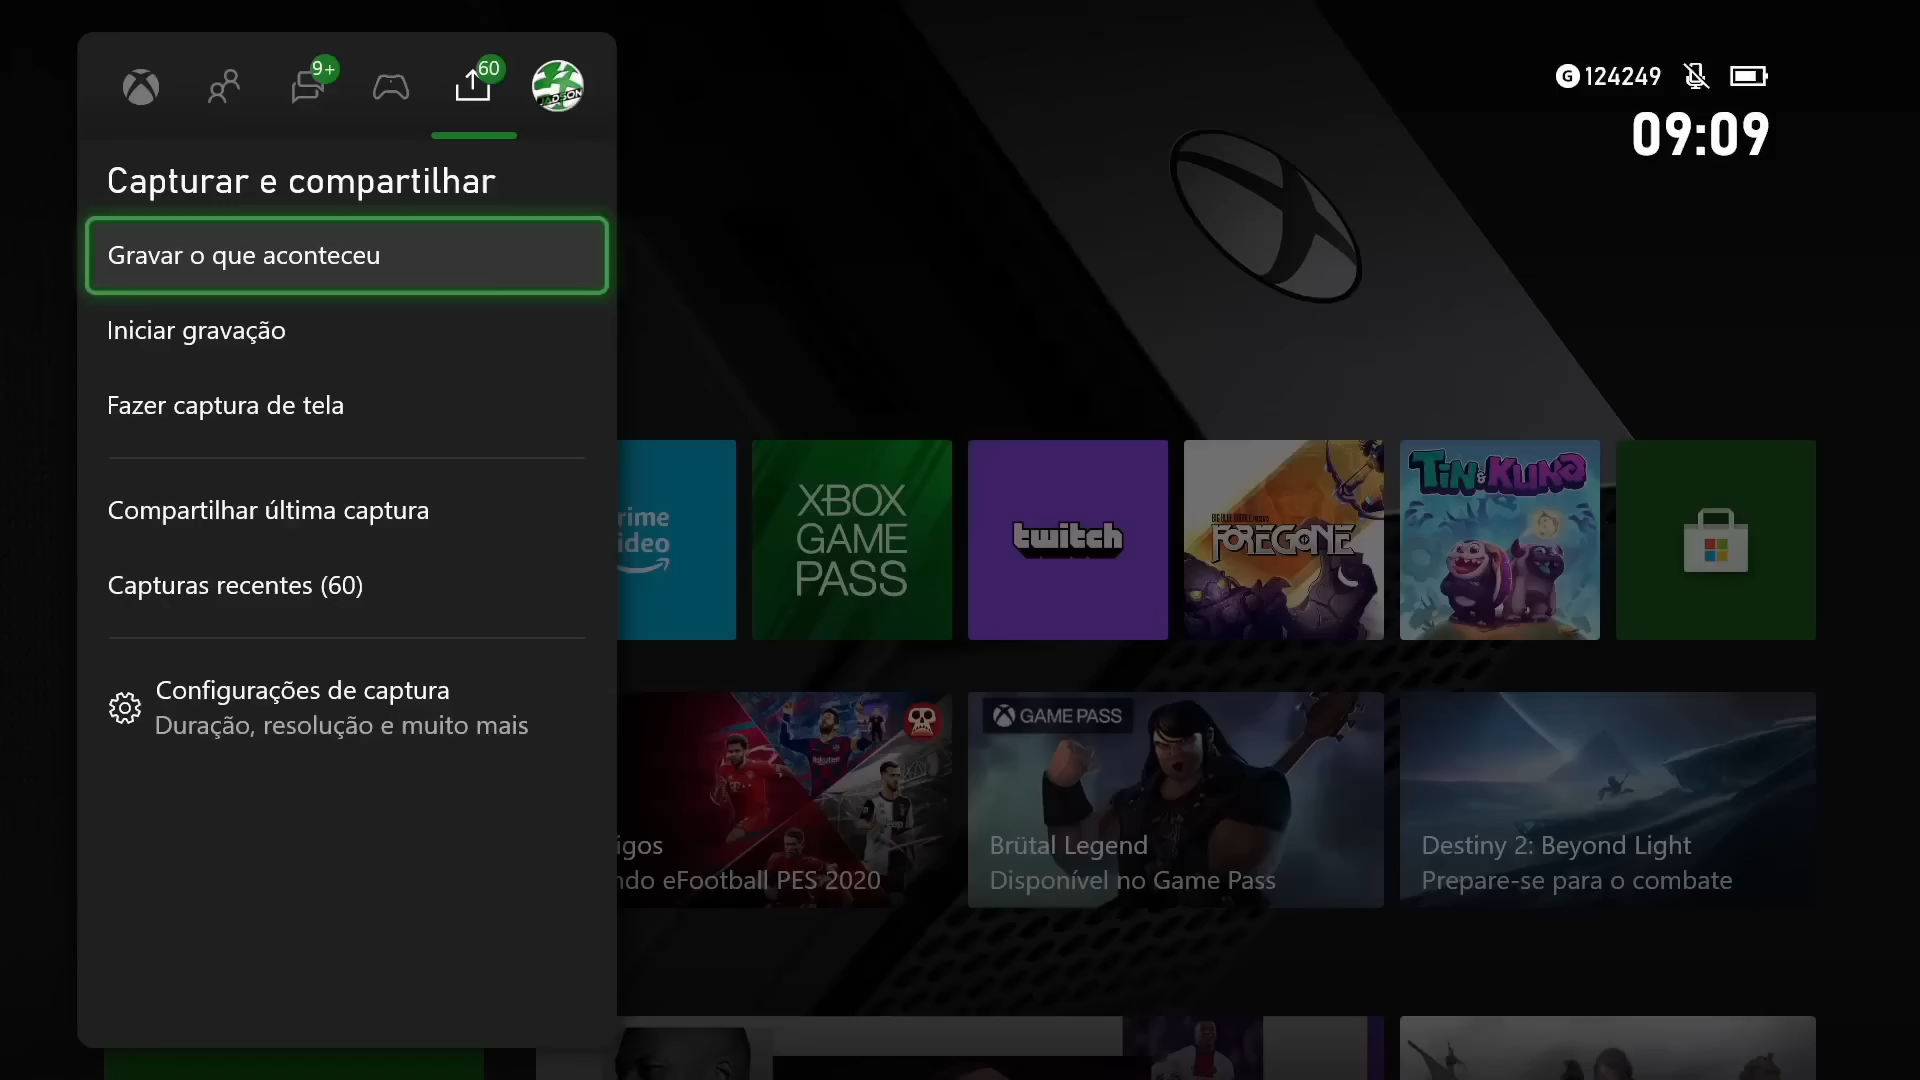 9+
60
JADSON
G 124249
09:09
Capturar e compartilhar
Gravar o que aconteceu
Iniciar gravação
Fazer captura de tela
Compartilhar última captura
Capturas recentes (60)
Configurações de captura
Duração, resolução e muito mais
rime
ideo
XBOX
GAME
PASS
twitch
FOREGONE
TIN & KUNA
igos
ndo eFootball PES 2020
GAME PASS
Brütal Legend
Disponível no Game Pass
Destiny 2: Beyond Light
Prepare-se para o combate